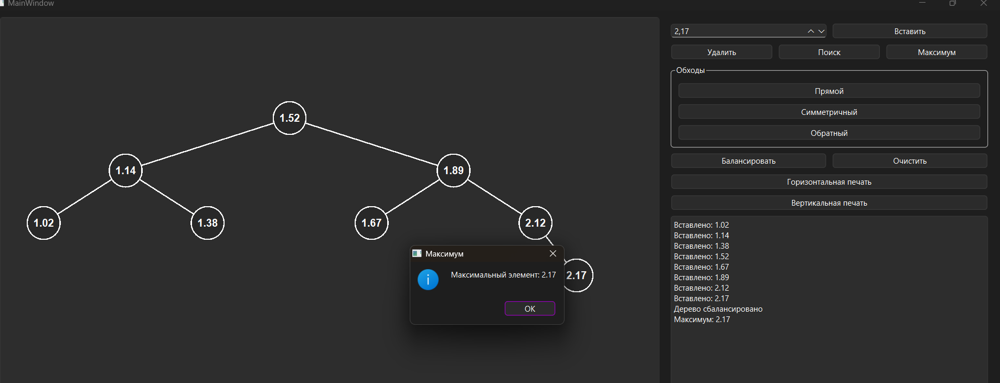 MainWindow
2,17
Вставить
Удалить
Поиск
Максимум
Обходы
Прямой
Симметричный
Обратный
Балансировать
Очистить
Горизонтальная печать
Вертикальная печать
1.52
1.14
1.89
1.02
1.38
1.67
2.12
2.17
Максимум
Максимальный элемент: 2.17
OK
Вставлено: 1.02
Вставлено: 1.14
Вставлено: 1.38
Вставлено: 1.52
Вставлено: 1.67
Вставлено: 1.89
Вставлено: 2.12
Вставлено: 2.17
Дерево сбалансировано
Максимум: 2.17